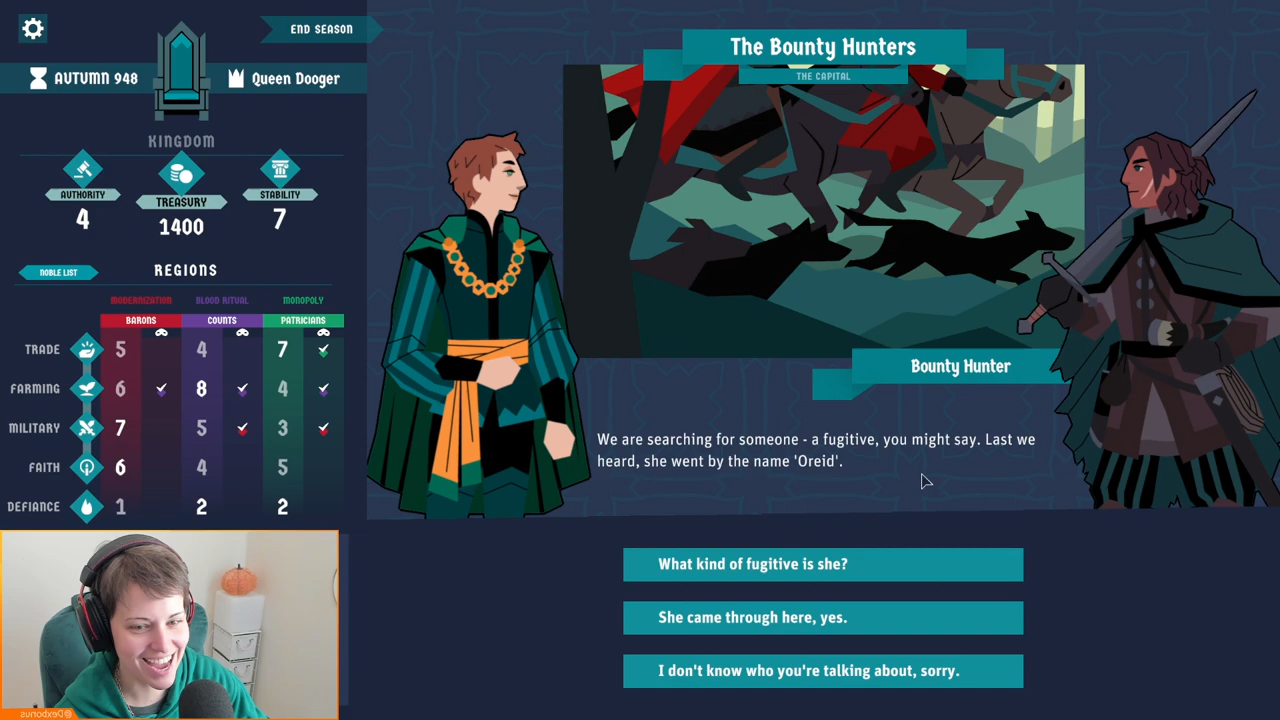 END SEASON
AUTUMN 948
Queen Dooger
KINGDOM
AUTHORITY
TREASURY
STABILITY
4
1400
7
NOBLE LIST
REGIONS
MODERNIZATION
BLOOD RITUAL
MONOPOLY
BARONS
COUNTS
PATRICIANS
TRADE 5 4 7
FARMING 6 8 4
MILITARY 7 5 3
FAITH 6 4 5
DEFIANCE 1 2 2
The Bounty Hunters
THE CAPITAL
Bounty Hunter
We are searching for someone - a fugitive, you might say. Last we
heard, she went by the name 'Oreid'.
What kind of fugitive is she?
She came through here, yes.
I don't know who you're talking about, sorry.
@Dexbonus